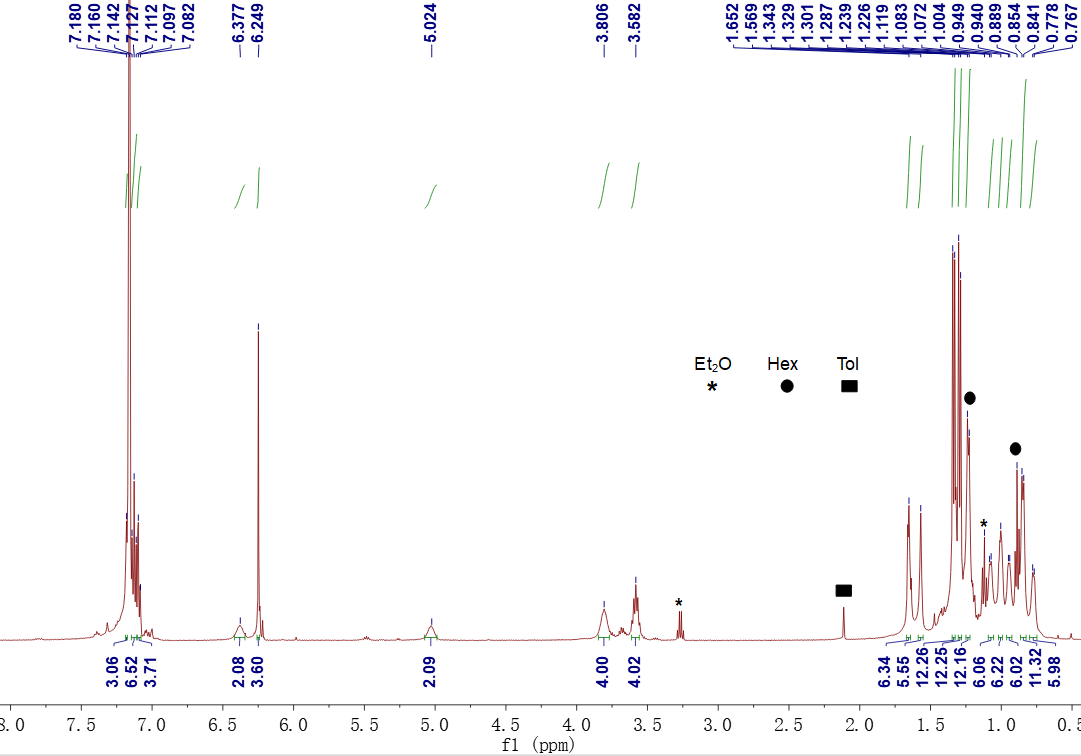 7.180 7.160 7.142 7.127 7.112 7.097 7.082 6.377 6.249 5.024 3.806 3.582 1.652 1.569 1.343 1.329 1.301 1.287 1.239 1.226 1.119 1.083 1.072 1.004 0.949 0.940 0.889 0.854 0.841 0.778 0.767
Et₂O Hex Tol
*
*
*
3.06 6.52 3.71 2.08 3.60 2.09 4.00 4.02 6.34 5.55 12.26 12.25 12.16 6.06 6.22 6.02 11.32 5.98
8.0 7.5 7.0 6.5 6.0 5.5 5.0 4.5 4.0 3.5 3.0 2.5 2.0 1.5 1.0 0.5
f1 (ppm)